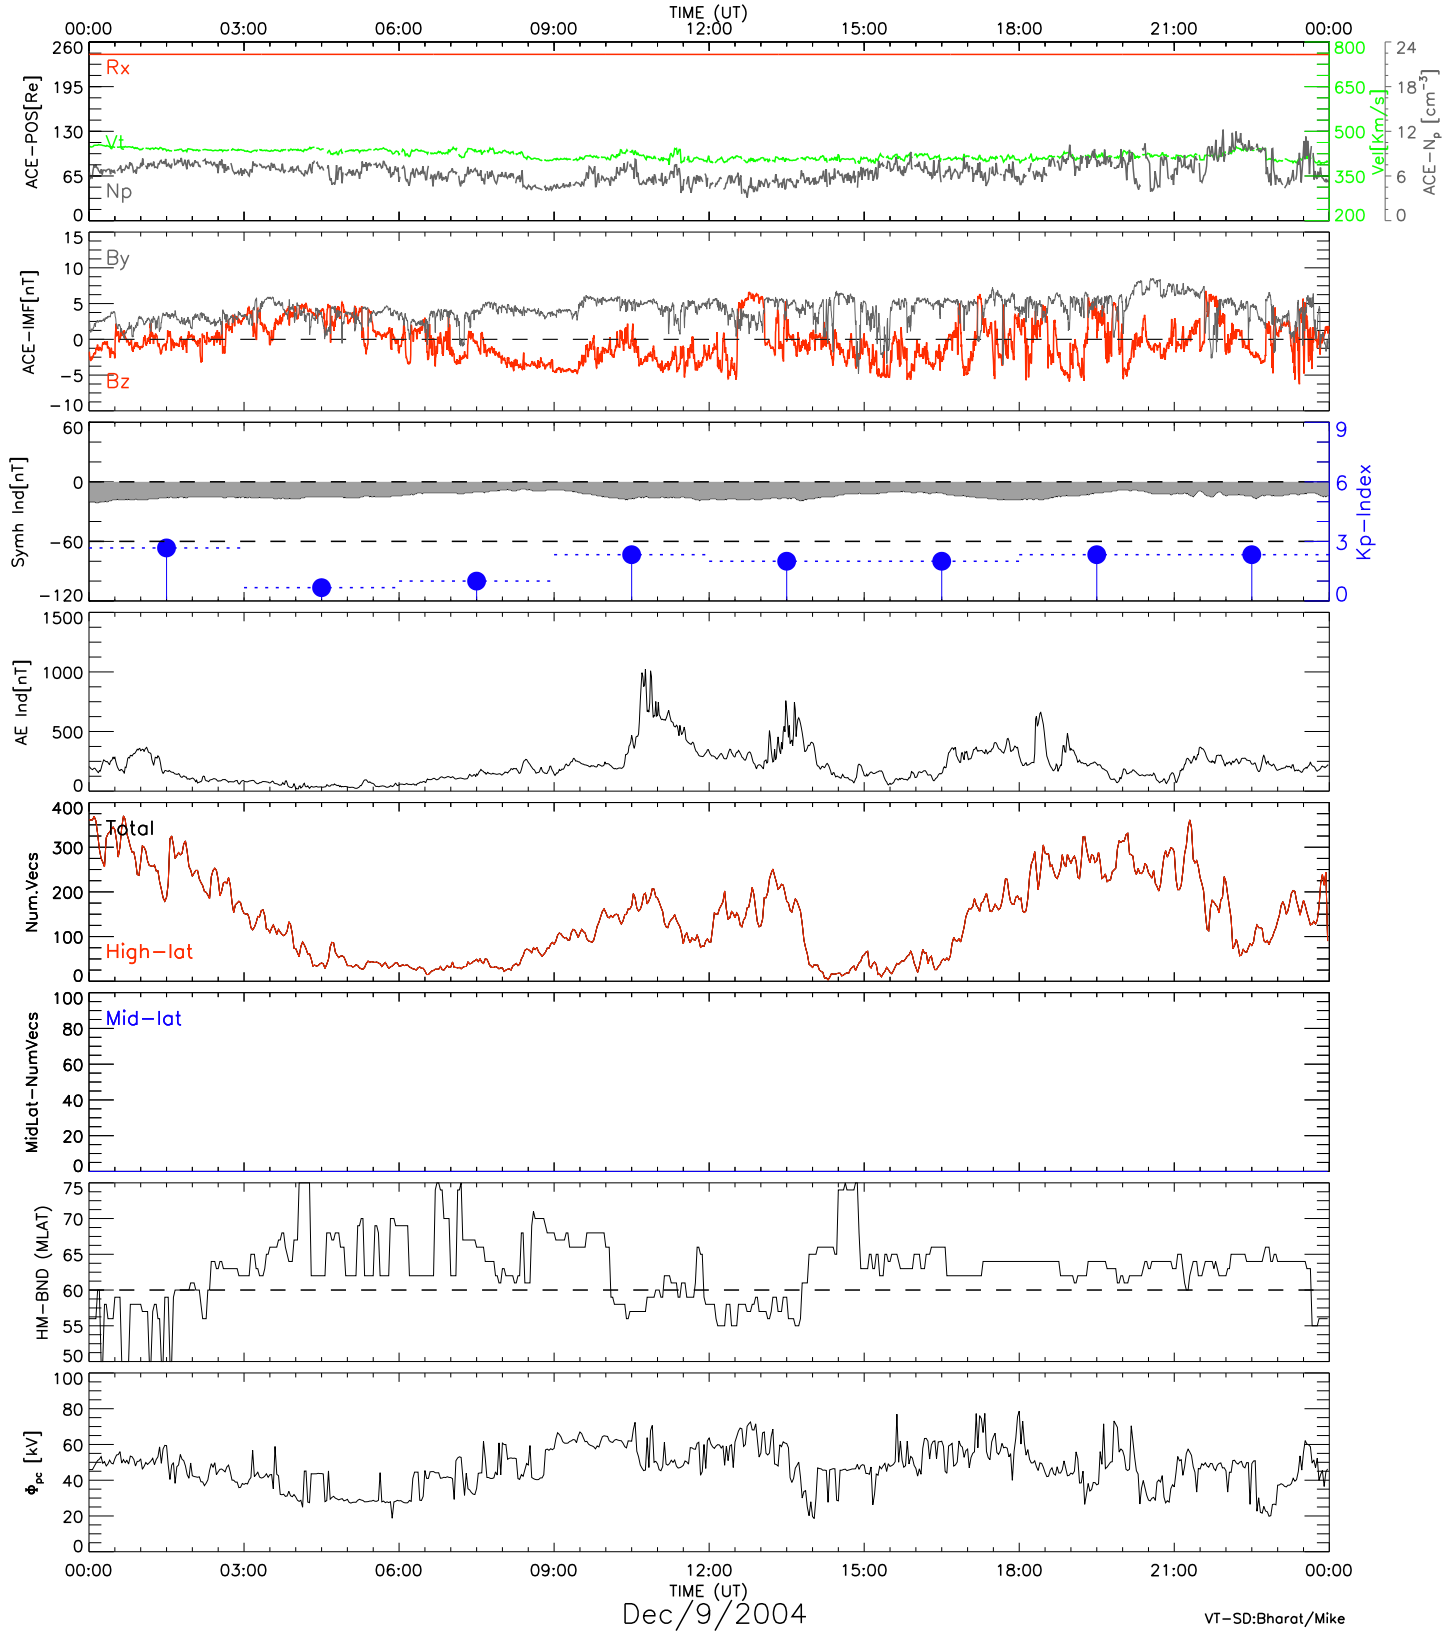 TIME (UT)
00:00 03:00 06:00 09:00 12:00 15:00 18:00 21:00 00:00
260 195 130 65 0
ACE-POS[Re]
Rx
Vt
Np
800 650 500 350 200
Vel[Km/s]
24 18 12 6 0
ACE-Np [cm-3]
15 10 5 0 -5 -10
ACE-IMF[nT]
By
Bz
60 0 -60 -120
Symh Ind[nT]
9 6 3 0
Kp-Index
1500 1000 500 0
AE Ind[nT]
400 300 200 100 0
Num.Vecs
Total
High-lat
100 80 60 40 20 0
MidLat-NumVecs
Mid-lat
75 70 65 60 55 50
HM-BND (MLAT)
100 80 60 40 20 0
Φpc [kV]
00:00 03:00 06:00 09:00 12:00 15:00 18:00 21:00 00:00
TIME (UT)
Dec/9/2004
VT-SD:Bharat/Mike